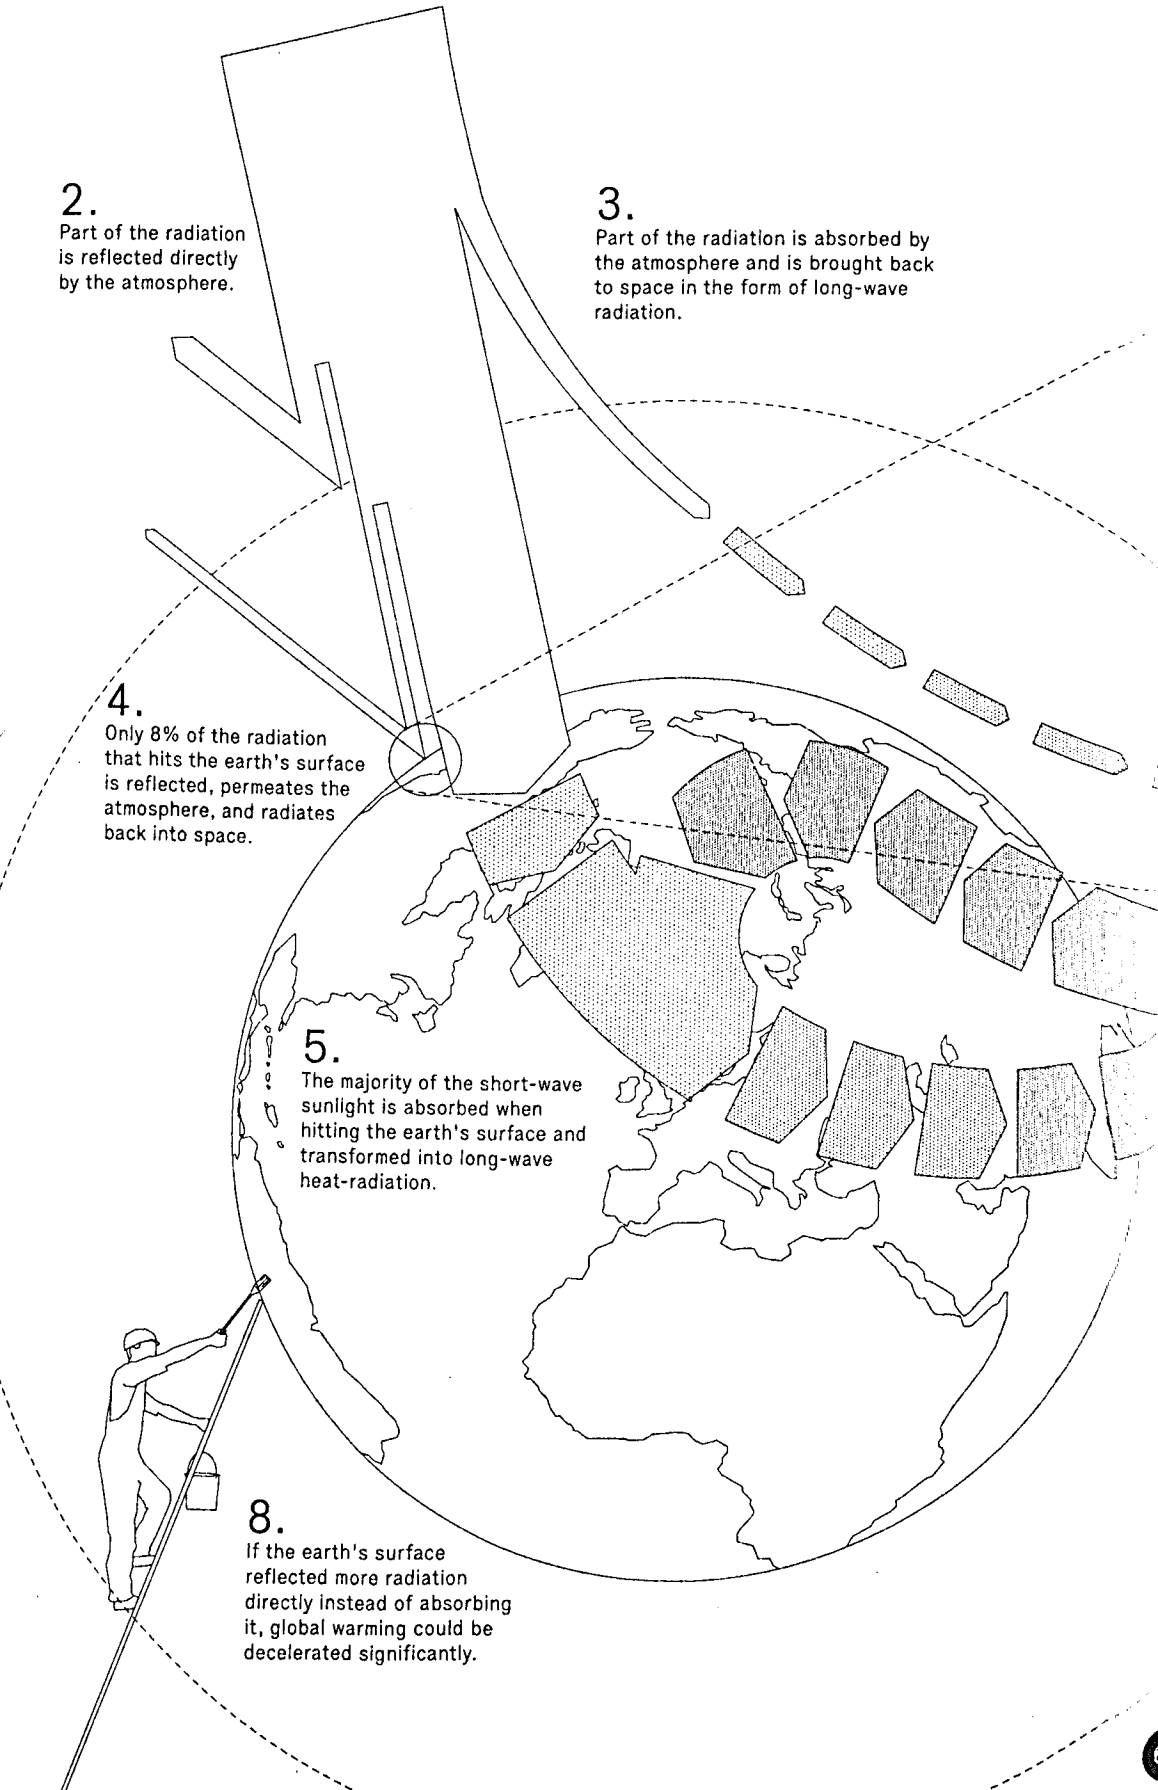 2.
Part of the radiation
is reflected directly
by the atmosphere.
3.
Part of the radiation is absorbed by
the atmosphere and is brought back
to space in the form of long-wave
radiation.
4.
Only 8% of the radiation
that hits the earth's surface
is reflected, permeates the
atmosphere, and radiates
back into space.
5.
The majority of the short-wave
sunlight is absorbed when
hitting the earth's surface and
transformed into long-wave
heat-radiation.
8.
If the earth's surface
reflected more radiation
directly instead of absorbing
it, global warming could be
decelerated significantly.